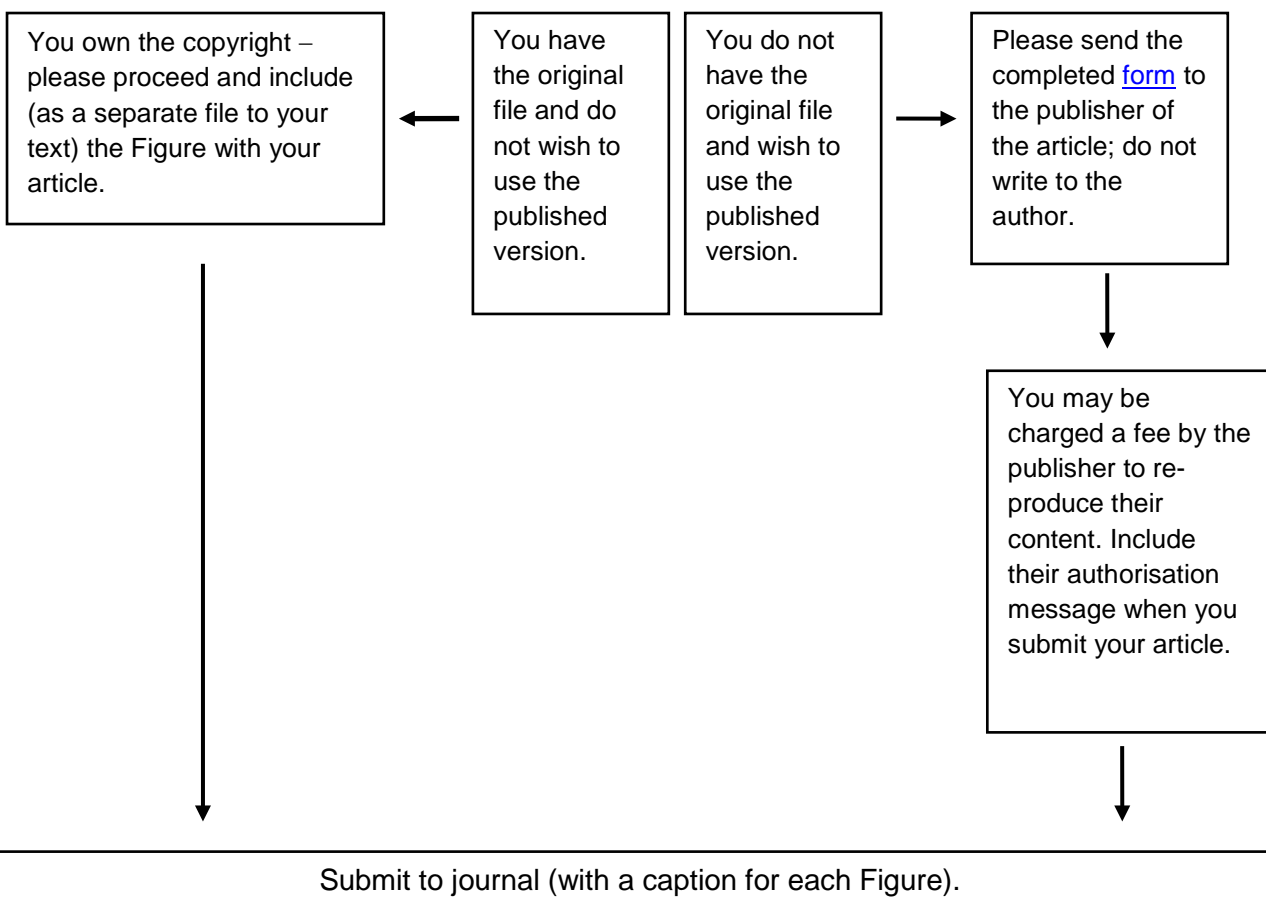 You own the copyright – 
please proceed and include
(as a separate file to your
text) the Figure with your
article.
You have
the original
file and do
not wish to
use the
published
version.
You do not
have the
original file
and wish to
use the
published
version.
Please send the
completed form to
the publisher of
the article; do not
write to the
author.
You may be
charged a fee by the
publisher to re-
produce their
content. Include
their authorisation
message when you
submit your article.
Submit to journal (with a caption for each Figure).